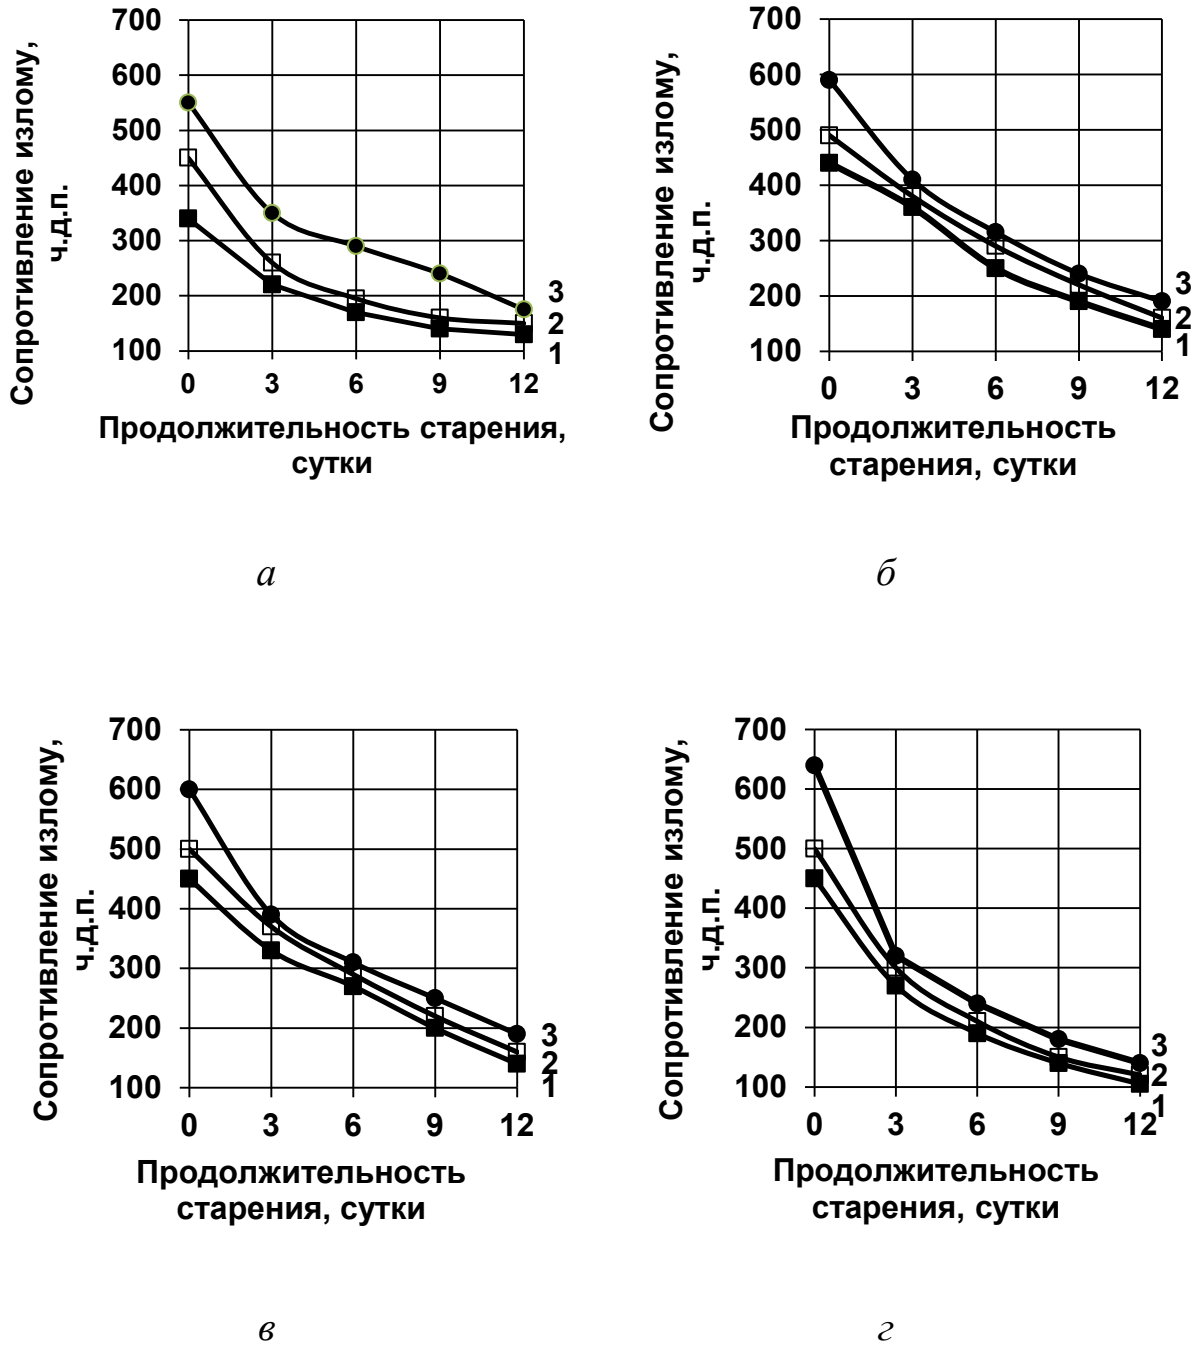 Сопротивление излому,
ч.д.п.
700
600
500
400
300
200
100
0 3 6 9 12
3
2
1
Продолжительность старения,
сутки
а
Сопротивление излому,
ч.д.п.
700
600
500
400
300
200
100
0 3 6 9 12
3
2
1
Продолжительность
старения, сутки
б
Сопротивление излому,
ч.д.п.
700
600
500
400
300
200
100
0 3 6 9 12
3
2
1
Продолжительность
старения, сутки
в
Сопротивление излому,
ч.д.п.
700
600
500
400
300
200
100
0 3 6 9 12
3
2
1
Продолжительность
старения, сутки
г